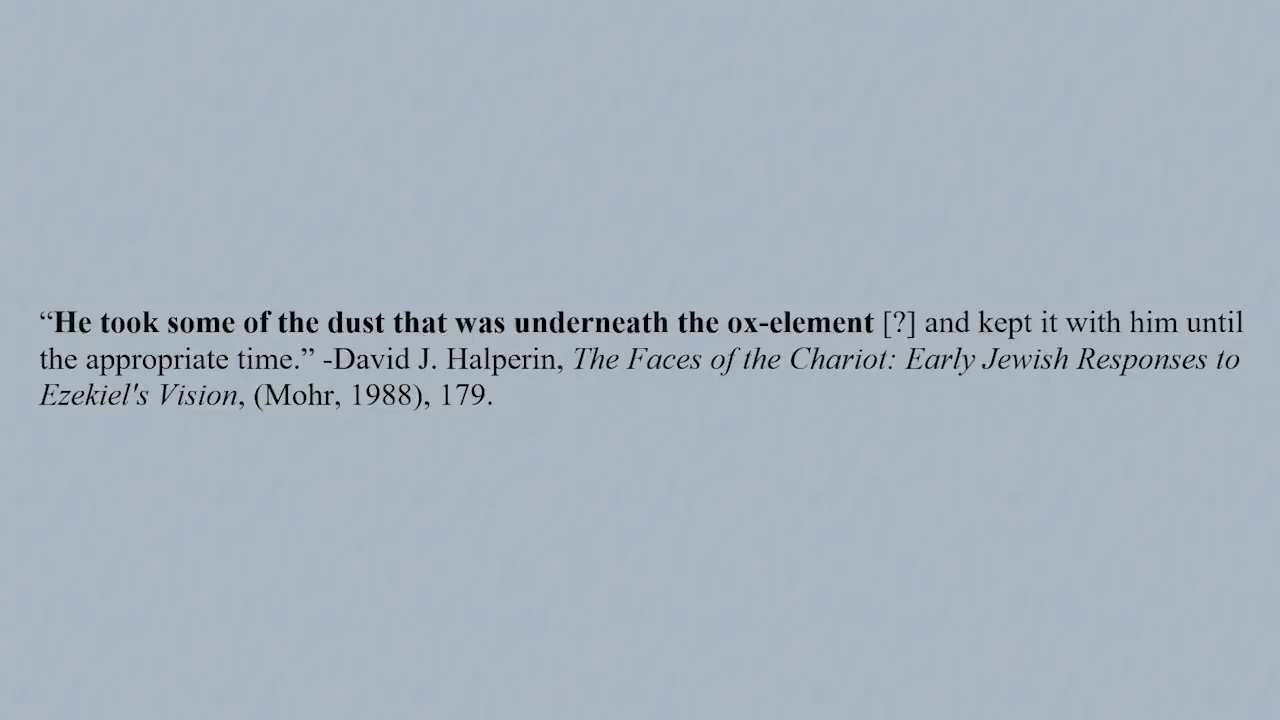 “He took some of the dust that was underneath the ox-element [?] and kept it with him until
the appropriate time.” -David J. Halperin, The Faces of the Chariot: Early Jewish Responses to
Ezekiel's Vision, (Mohr, 1988), 179.